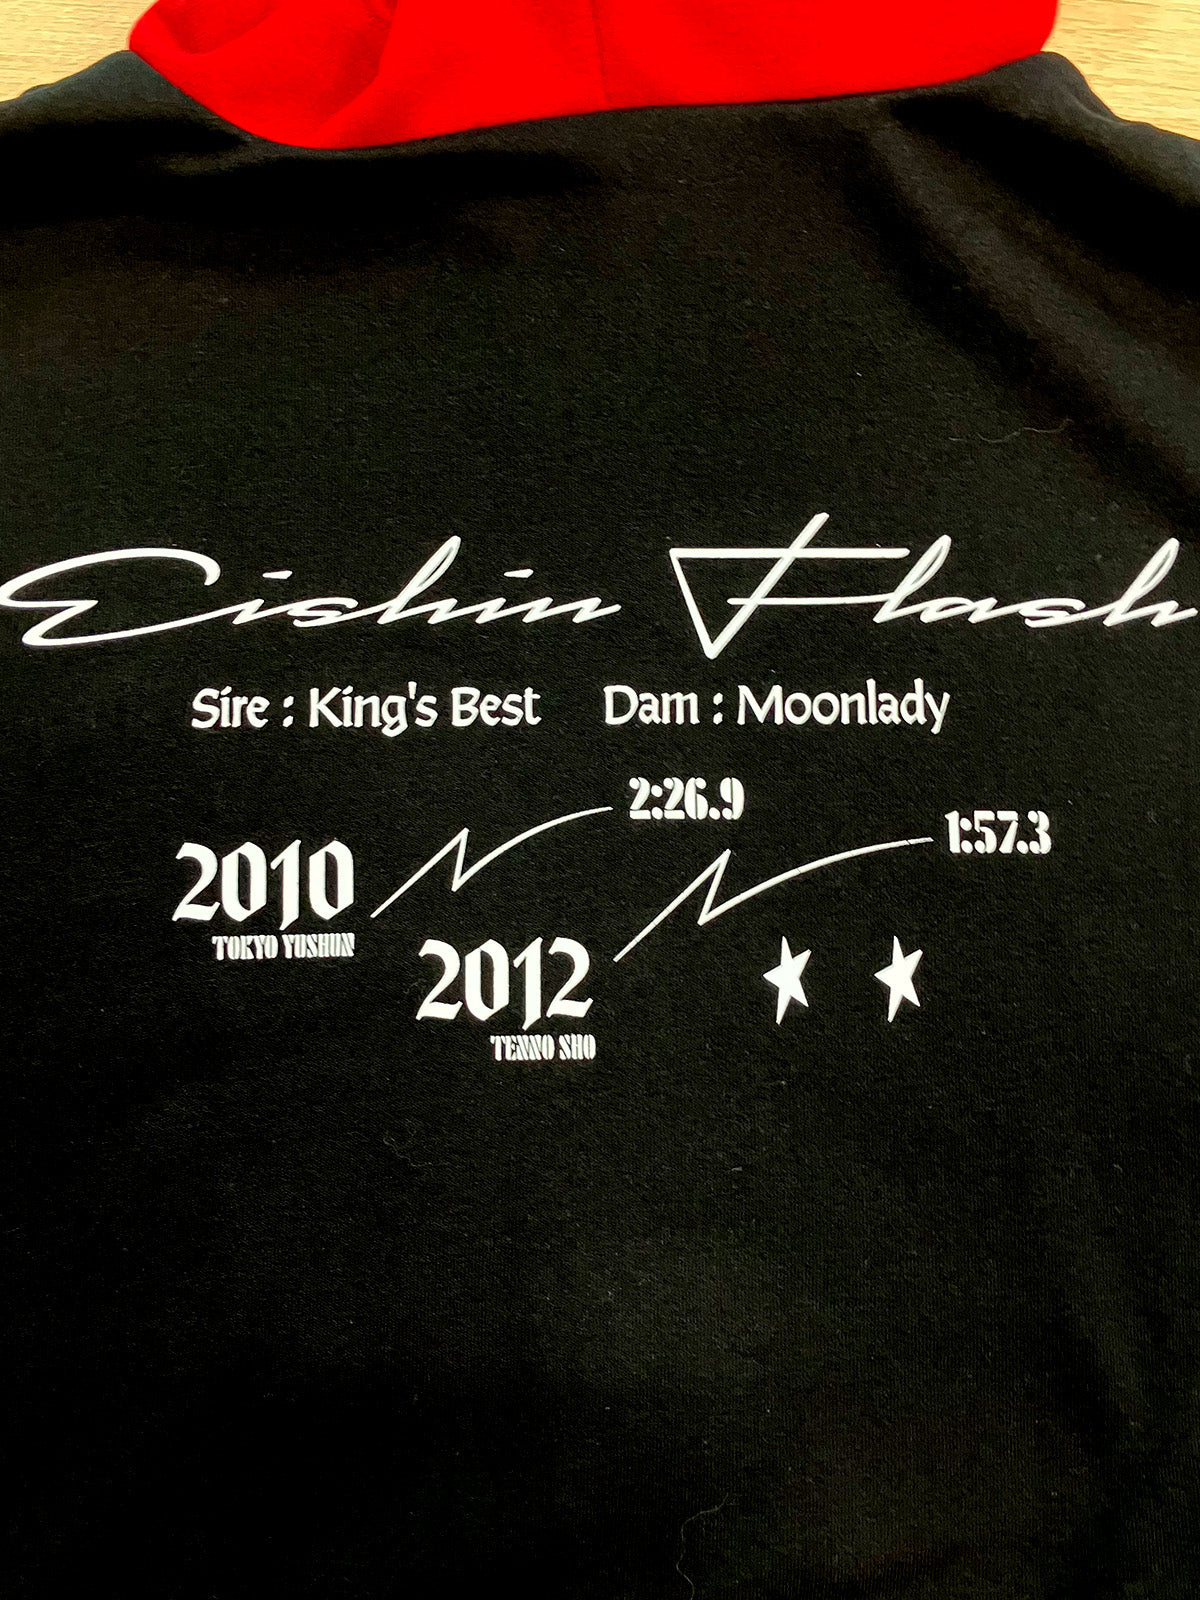 Eishin Flash
Sire : King's Best Dam : Moonlady
2:26.9
2010
TOKYO YUSHUN
1:57.3
2012
TENNO SHO